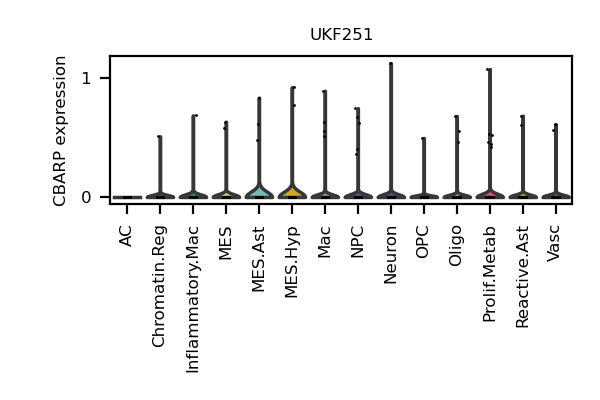 UKF251
CBARP expression
1
0
AC
Chromatin.Reg
Inflammatory.Mac
MES
MES.Ast
MES.Hyp
Mac
NPC
Neuron
OPC
Oligo
Prolif.Metab
Reactive.Ast
Vasc